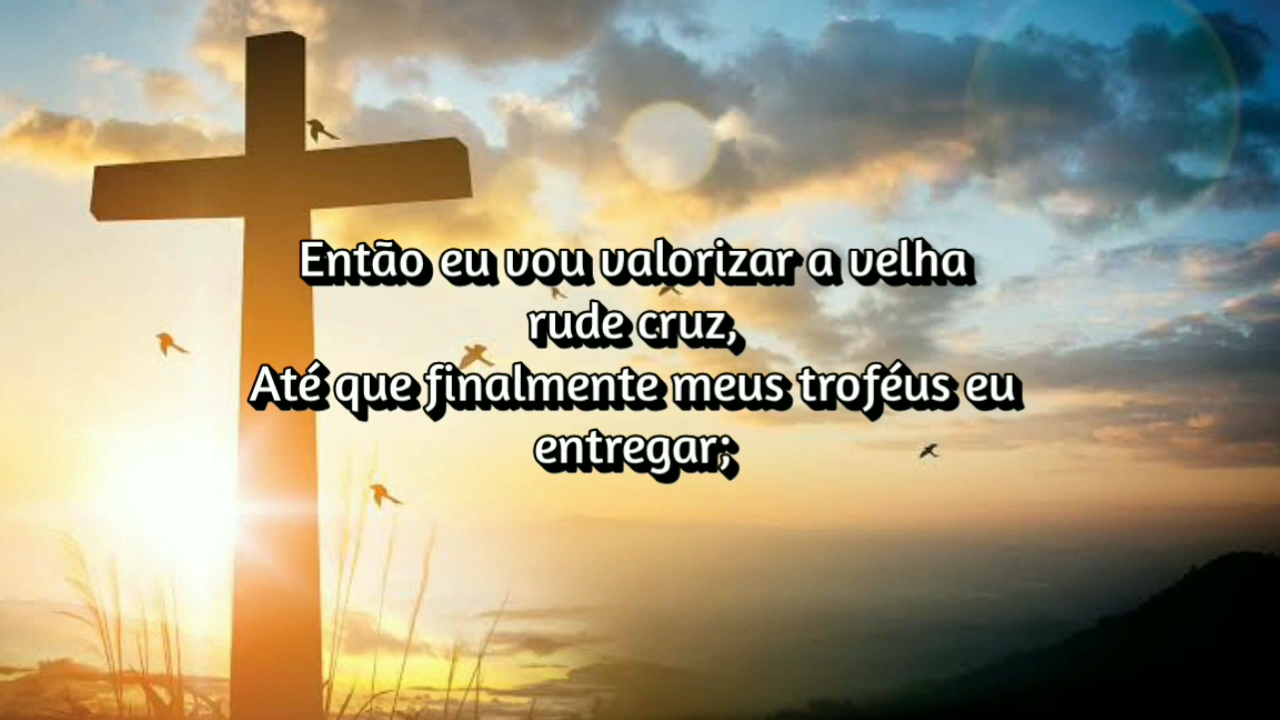 Então eu vou valorizar a velha
rude cruz,
Até que finalmente meus troféus eu
entregar;